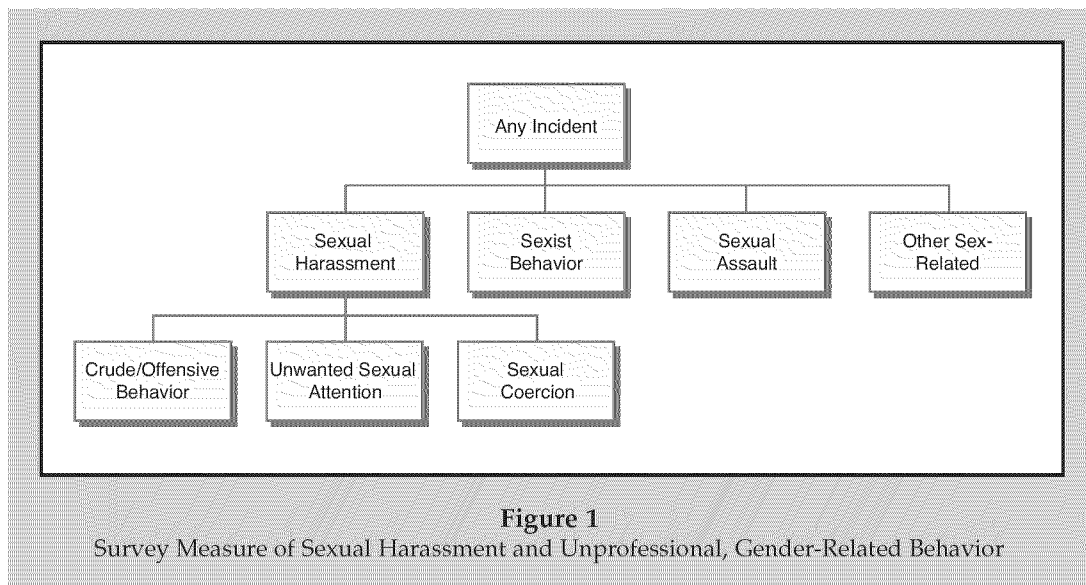 Any Incident
Sexual
Harassment
Sexist
Behavior
Sexual
Assault
Other Sex-
Related
Crude/Offensive
Behavior
Unwanted Sexual
Attention
Sexual
Coercion
Figure 1
Survey Measure of Sexual Harassment and Unprofessional, Gender-Related Behavior